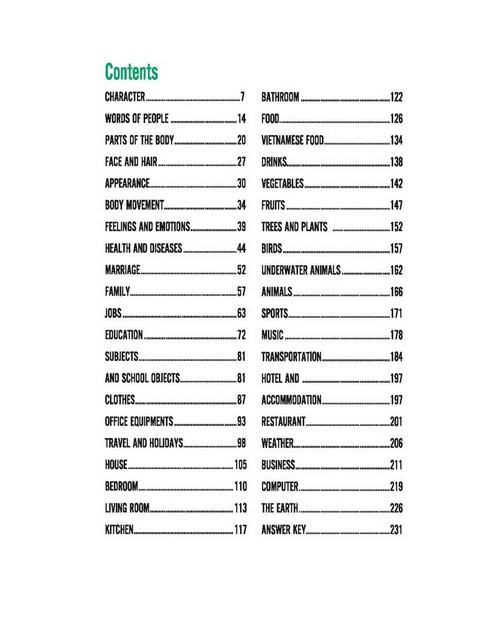 Contents
CHARACTER 7
WORDS OF PEOPLE 14
PARTS OF THE BODY 20
FACE AND HAIR 27
APPEARANCE 30
BODY MOVEMENT 34
FEELINGS AND EMOTIONS 39
HEALTH AND DISEASES 44
MARRIAGE 52
FAMILY 57
JOBS 63
EDUCATION 72
SUBJECTS 81
AND SCHOOL OBJECTS 81
CLOTHES 87
OFFICE EQUIPMENTS 93
TRAVEL AND HOLIDAYS 98
HOUSE 105
BEDROOM 110
LIVING ROOM 113
KITCHEN 117
BATHROOM 122
FOOD 126
VIETNAMESE FOOD 134
DRINKS 138
VEGETABLES 142
FRUITS 147
TREES AND PLANTS 152
BIRDS 157
UNDERWATER ANIMALS 162
ANIMALS 166
SPORTS 171
MUSIC 178
TRANSPORTATION 184
HOTEL AND 197
ACCOMMODATION 197
RESTAURANT 201
WEATHER 206
BUSINESS 211
COMPUTER 219
THE EARTH 226
ANSWER KEY 231